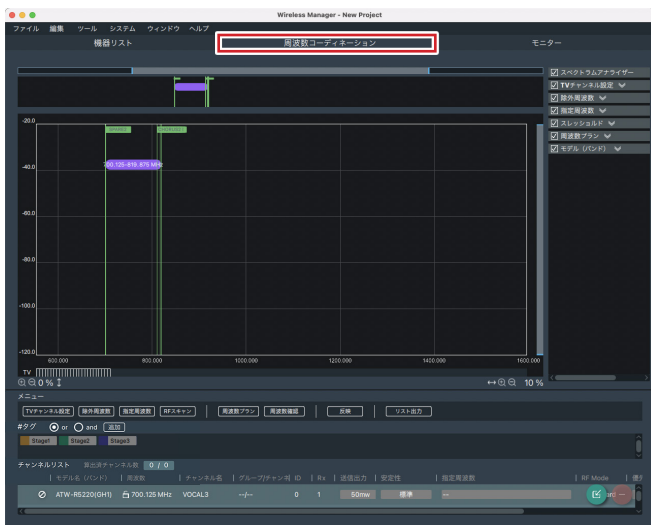 Wireless Manager - New Project
ファイル 編集 ツール システム ウィンドウ ヘルプ
機器リスト 周波数コーディネーション モニター
スペクトラムアナライザー
TVチャンネル設定
除外周波数
指定周波数
スレッショルド
周波数プラン
モデル（バンド）
-20.0
700.125-819.875 MHz
-40.0
-60.0
-80.0
-100.0
-120.0
600.000 800.000 1000.000 1200.000 1400.000 1600.000
TV
0 % 10 %
メニュー
TVチャンネル設定 除外周波数 指定周波数 RFスキャン 周波数プラン 周波数確認 反映 リスト出力
#タグ or and 追加
Stage1 Stage2 Stage3
チャンネルリスト 算出済チャンネル数 0 / 0
モデル名（バンド） 周波数 チャンネル名 グループ/チャンネ ID Rx 送信出力 安定性 指定周波数 RF Mode
ATW-R5220(GH1) 700.125 MHz VOCAL3 --/-- 0 1 50mw 標準 --